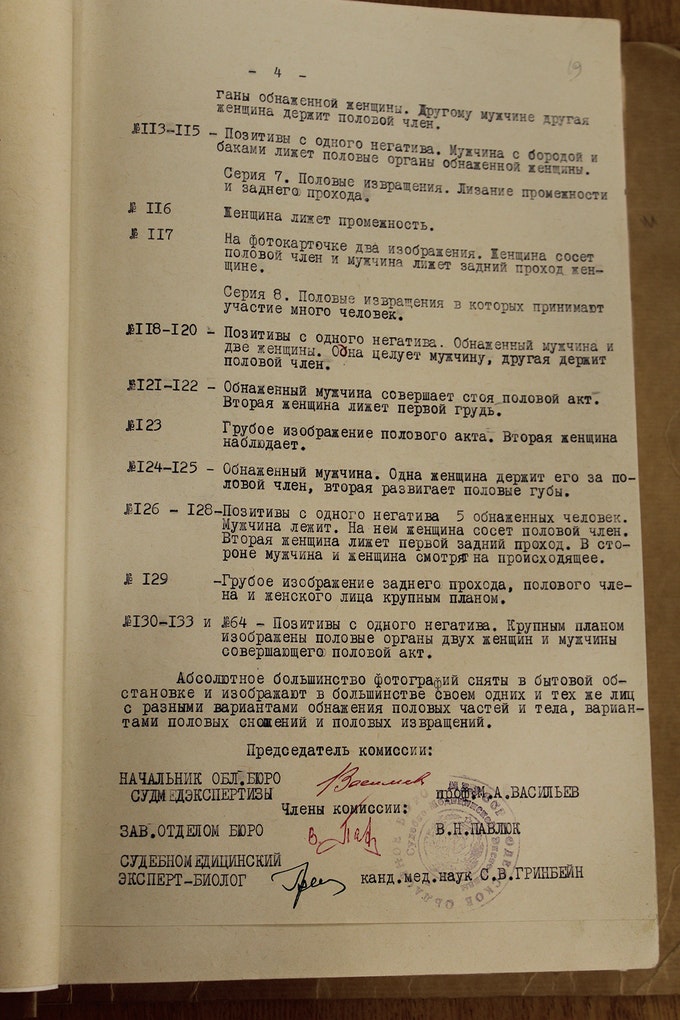 - 4 -
19
ганы обнаженной женщины. Другому мужчине другая
женщина держит половой член.
№113-115 - Позитивы с одного негатива. Мужчина с бородой и
баками лижет половые органы обнаженной женщины.
Серия 7. Половые извращения. Лизание промежности
и заднего прохода.
№ 116 Женщина лижет промежность.
№ 117 На фотокарточке два изображения. Женщина сосет
половой член и мужчина лижет задний проход жен-
щине.
Серия 8. Половые извращения в которых принимают
участие много человек.
№118-120 - Позитивы с одного негатива. Обнаженный мужчина и
две женщины. Одна целует мужчину, другая держит
половой член.
№121-122 - Обнаженный мужчина совершает стоя половой акт.
Вторая женщина лижет первой грудь.
№123 Грубое изображение полового акта. Вторая женщина
наблюдает.
№124-125 - Обнаженный мужчина. Одна женщина держит его за по-
ловой член, вторая развигает половые губы.
№126 - 128-Позитивы с одного негатива 5 обнаженных человек.
Мужчина лежит. На нем женщина сосет половой член.
Вторая женщина лижет первой задний проход. В сто-
роне мужчина и женщина смотрят на происходящее.
№ 129 -Грубое изображение заднего прохода, полового чле-
на и женского лица крупным планом.
№130-133 и №64 - Позитивы с одного негатива. Крупным планом
изображены половые органы двух женщин и мужчины
совершающего половой акт.
Абсолютное большинство фотографий сняты в бытовой об-
становке и изображают в большинстве своем одних и тех же лиц
с разными вариантами обнажения половых частей и тела, вариан-
тами половых сношений и половых извращений.
Председатель комиссии:
НАЧАЛЬНИК ОБЛ.БЮРО
СУДМЕДЭКСПЕРТИЗЫ проф.М.А.ВАСИЛЬЕВ
Члены комиссии:
ЗАВ.ОТДЕЛОМ БЮРО В.Н.ПАВЛЮК
СУДЕБНОМЕДИЦИНСКИЙ
ЭКСПЕРТ-БИОЛОГ канд.мед.наук С.В.ГРИНБЕЙН